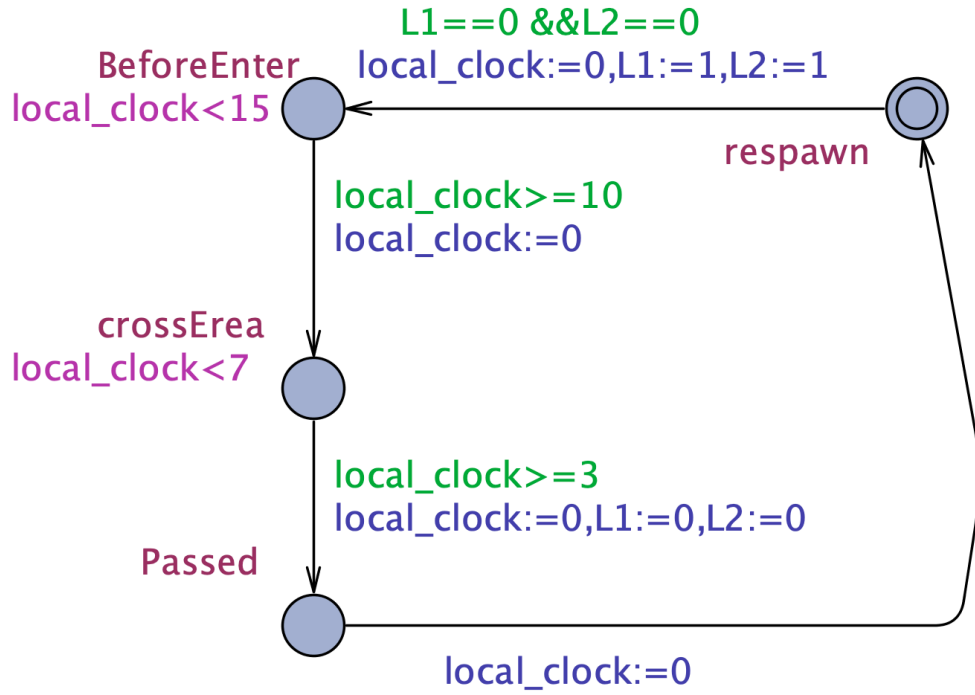 L1==0 &&L2==0
BeforeEnter
local_clock:=0,L1:=1,L2:=1
local_clock<15
respawn
local_clock>=10
local_clock:=0
crossErea
local_clock<7
local_clock>=3
local_clock:=0,L1:=0,L2:=0
Passed
local_clock:=0